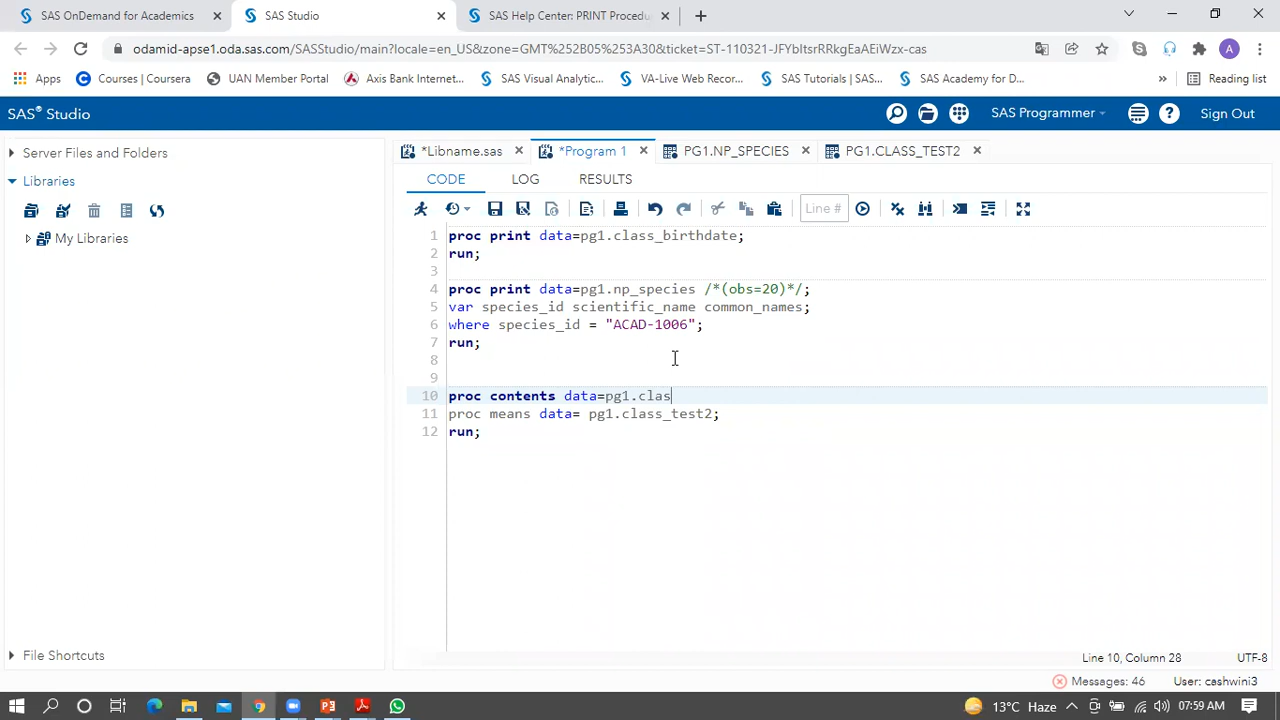 SAS OnDemand for Academics
SAS Studio
SAS Help Center: PRINT Procedu
odamid-apse1.oda.sas.com/SASStudio/main?locale=en_US&zone=GMT%252B05%253A30&ticket=ST-110321-JFYbItsrRRkgEaAEiWzx-cas
A
Apps
Courses | Coursera
UAN Member Portal
Axis Bank Internet...
SAS Visual Analytic...
VA-Live Web Recor...
SAS Tutorials | SAS...
SAS Academy for D...
»
Reading list
SAS® Studio
SAS Programmer
Sign Out
Server Files and Folders
Libraries
My Libraries
File Shortcuts
*Libname.sas
*Program 1
PG1.NP_SPECIES
PG1.CLASS_TEST2
CODE
LOG
RESULTS
Line #
1 proc print data=pg1.class_birthdate;
2 run;
3
4 proc print data=pg1.np_species /*(obs=20)*/;
5 var species_id scientific_name common_names;
6 where species_id = "ACAD-1006";
7 run;
8
9
10 proc contents data=pg1.clas
11 proc means data= pg1.class_test2;
12 run;
Line 10, Column 28
UTF-8
Messages: 46
User: cashwini3
13°C Haze
07:59 AM